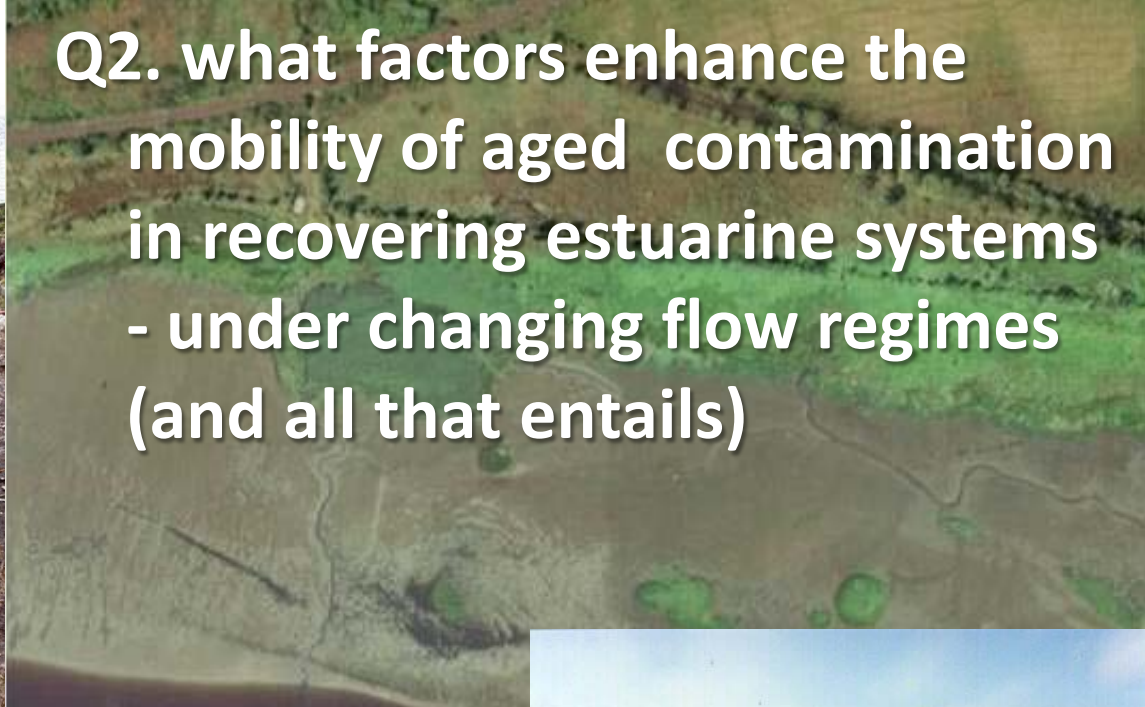 Q2. what factors enhance the
mobility of aged  contamination
in recovering estuarine systems
- under changing flow regimes
(and all that entails)